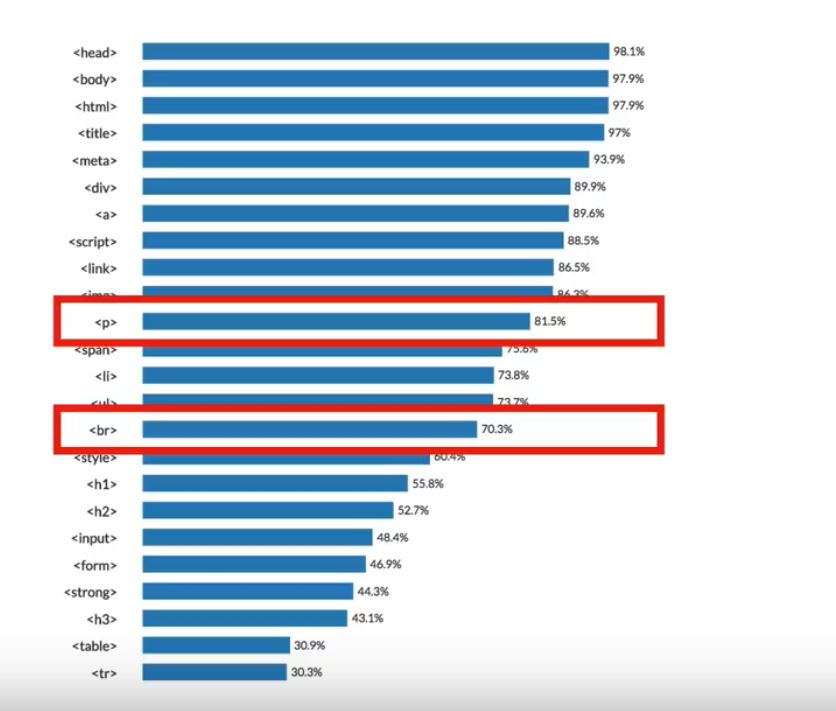 <head> 98.1%
<body> 97.9%
<html> 97.9%
<title> 97%
<meta> 93.9%
<div> 89.9%
<a> 89.6%
<script> 88.5%
<link> 86.5%
<img> 86.3%
<p> 81.5%
<span> 75.6%
<li> 73.8%
<ul> 73.7%
<br> 70.3%
<style> 60.4%
<h1> 55.8%
<h2> 52.7%
<input> 48.4%
<form> 46.9%
<strong> 44.3%
<h3> 43.1%
<table> 30.9%
<tr> 30.3%